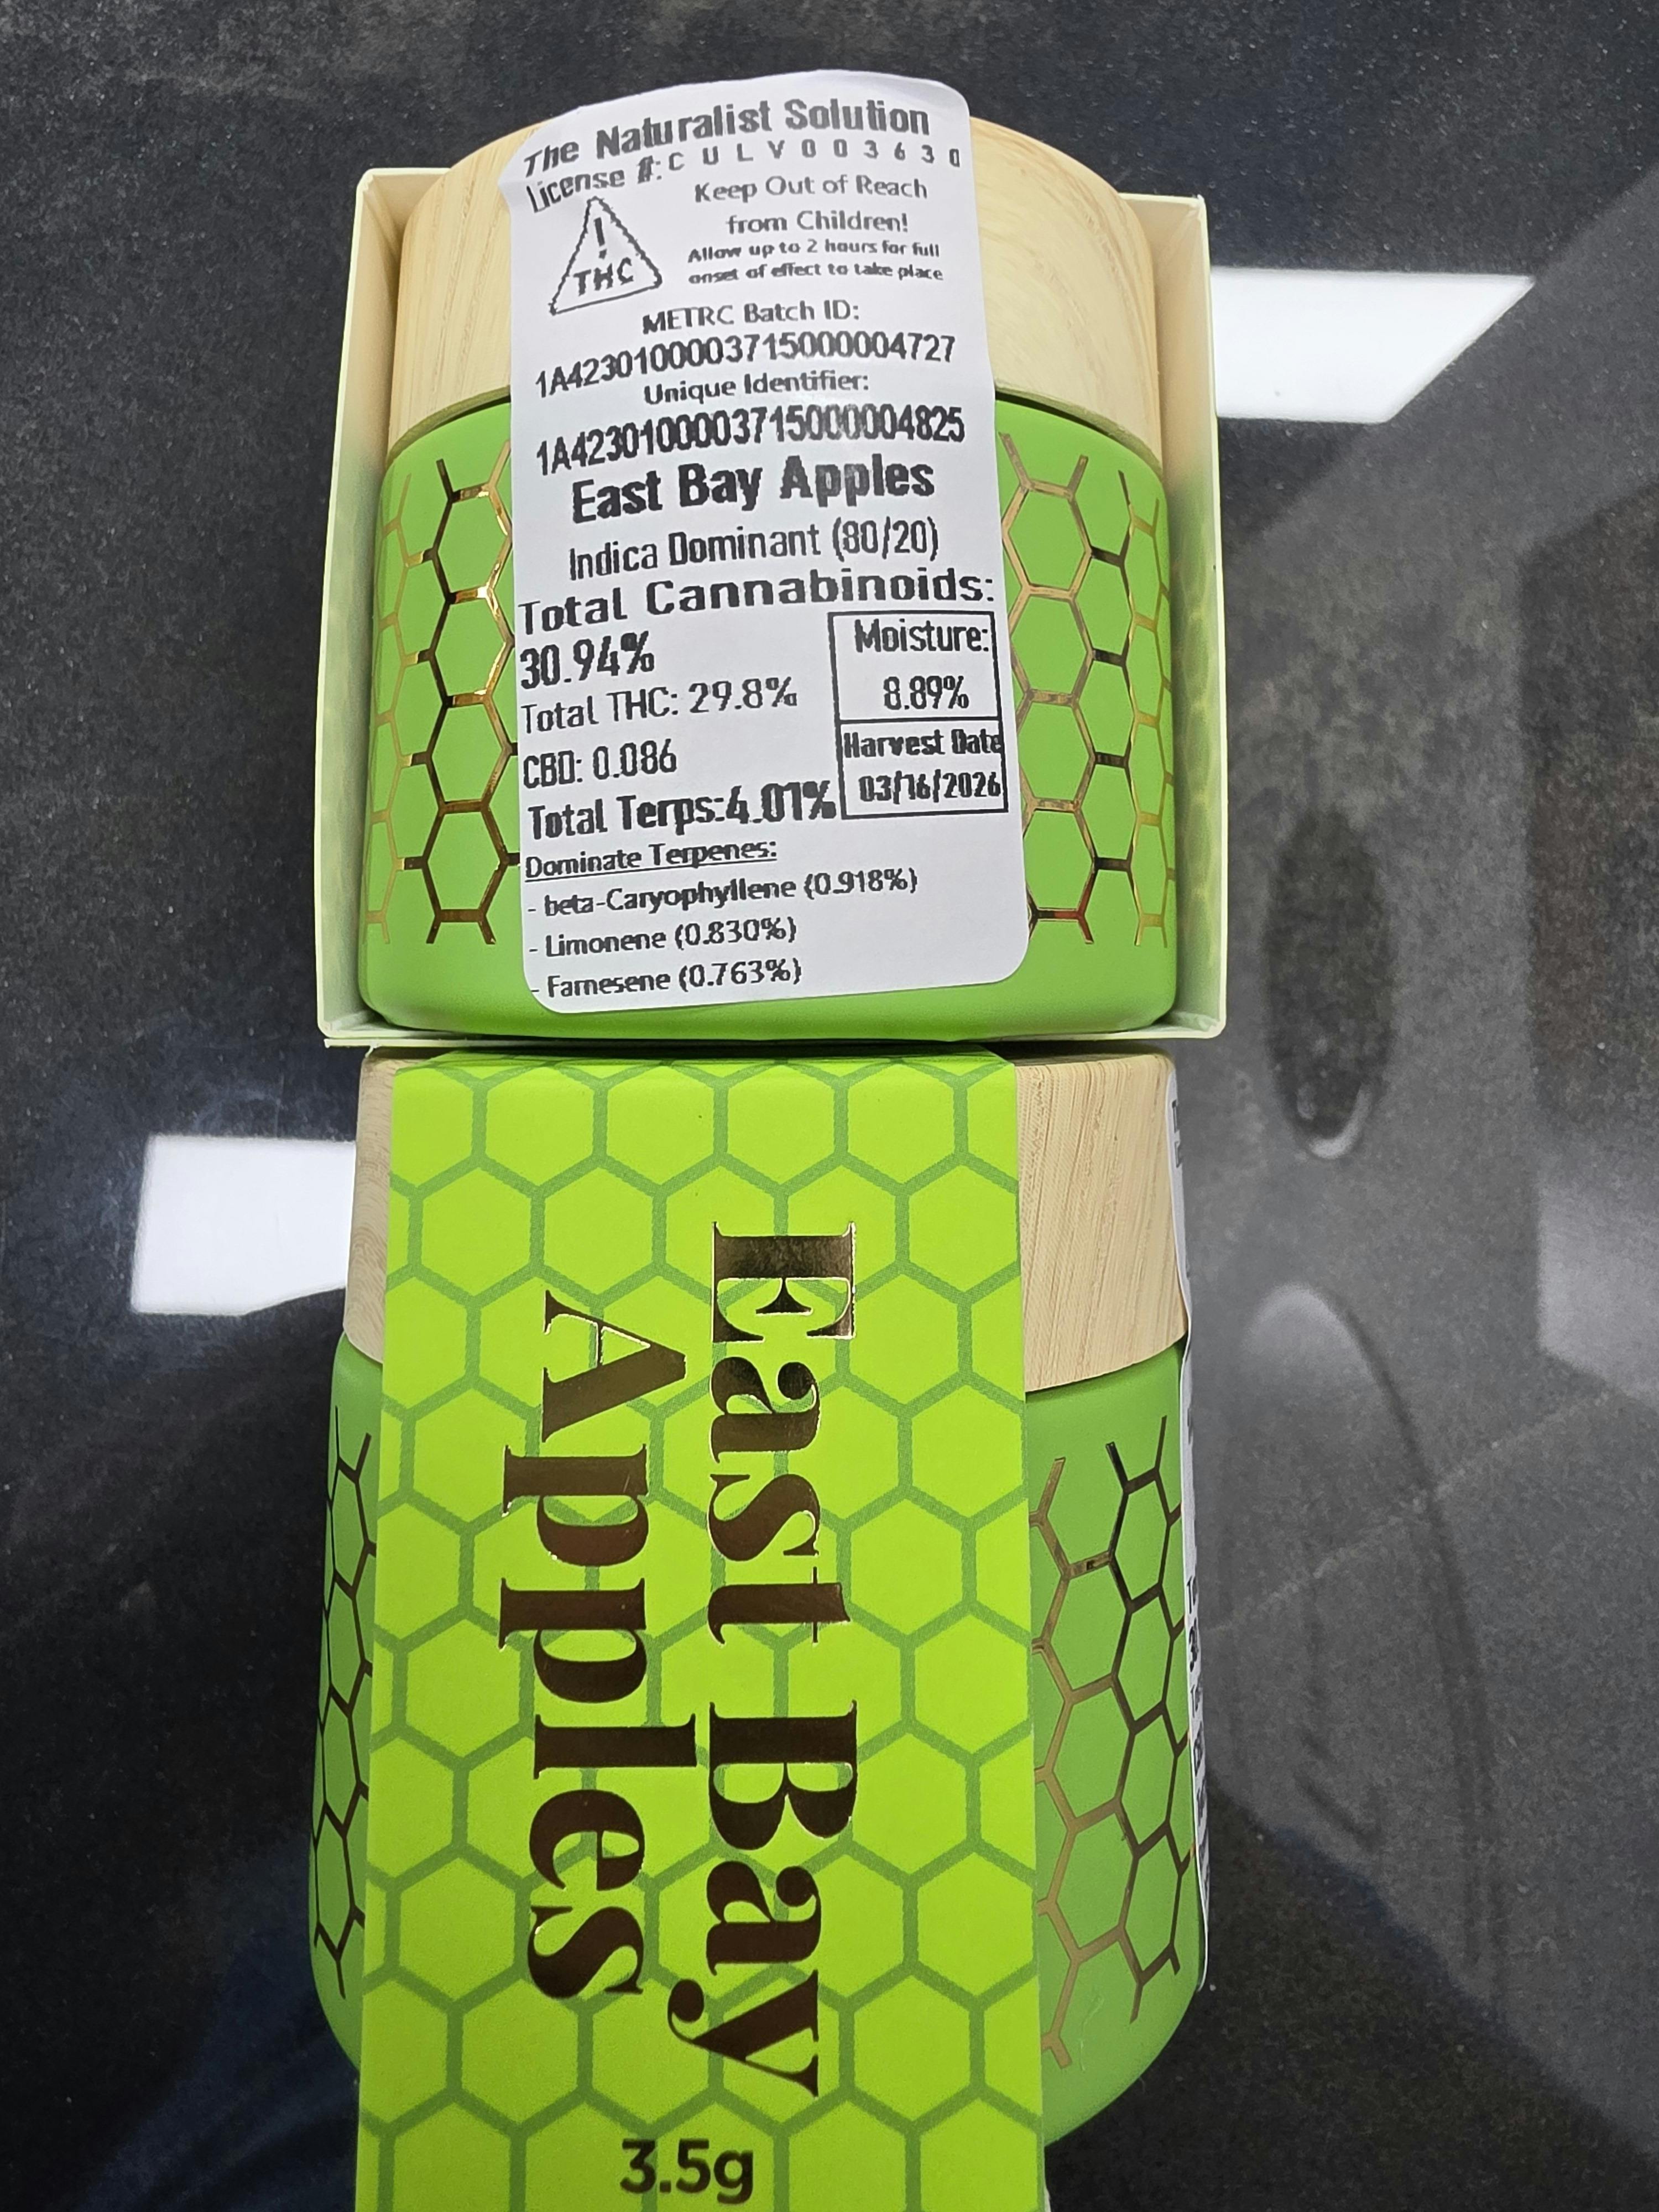 The Naturalist Solution
License #: CULV003630
Keep Out of Reach
from Children!
Allow up to 2 hours for full
onset of effect to take place
!
THC
METRC Batch ID:
1A4230100003715000004727
Unique Identifier:
1A4230100003715000004825
East Bay Apples
Indica Dominant (80/20)
Total Cannabinoids:
30.94%
Total THC: 29.8%
CBD: 0.086
Total Terps:4.01%
Moisture:
8.89%
Harvest Date
03/16/2026
Dominate Terpenes:
- beta-Caryophyllene (0.918%)
- Limonene (0.830%)
- Farnesene (0.763%)
East Bay
Apples
3.5g